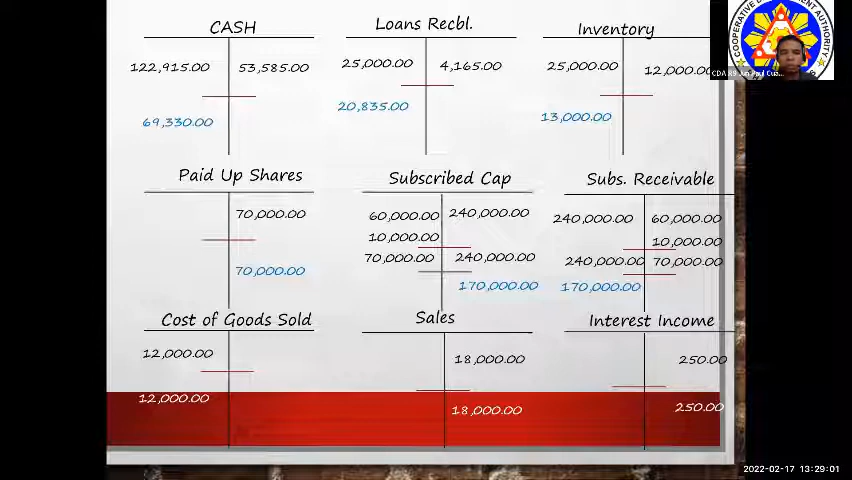 CASH
Loans Recbl.
Inventory
122,915.00 53,585.00
25,000.00 4,165.00
25,000.00 12,000.00
69,330.00
20,835.00
13,000.00
Paid Up Shares
Subscribed Cap
Subs. Receivable
70,000.00
60,000.00 240,000.00
240,000.00 60,000.00
10,000.00
10,000.00
70,000.00 240,000.00
240,000.00 70,000.00
70,000.00
170,000.00
170,000.00
Cost of Goods Sold
Sales
Interest Income
12,000.00
18,000.00
250.00
12,000.00
18,000.00
250.00
COOPERATIVE DEVELOPMENT AUTHORITY
2022-02-17 13:29:01